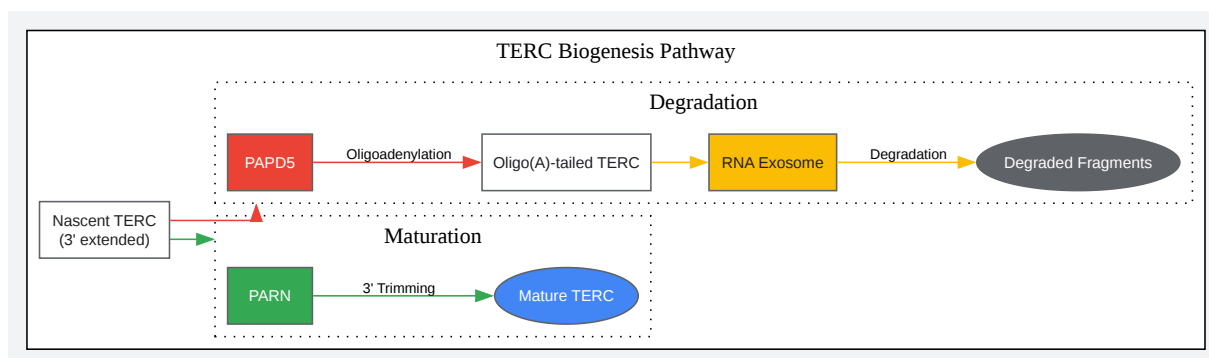 TERC Biogenesis Pathway
Degradation
PAPD5
Oligoadenylation
Oligo(A)-tailed TERC
RNA Exosome
Degradation
Degraded Fragments
Nascent TERC
(3' extended)
Maturation
PARN
3' Trimming
Mature TERC